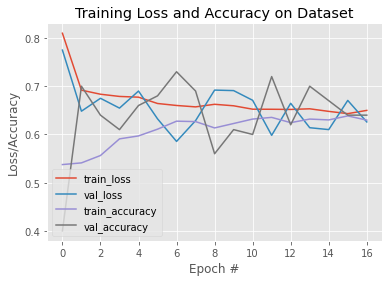 Training Loss and Accuracy on Dataset
0.8
0.7
0.6
0.5
0.4
Loss/Accuracy
train_loss
val_loss
train_accuracy
val_accuracy
0 2 4 6 8 10 12 14 16
Epoch #